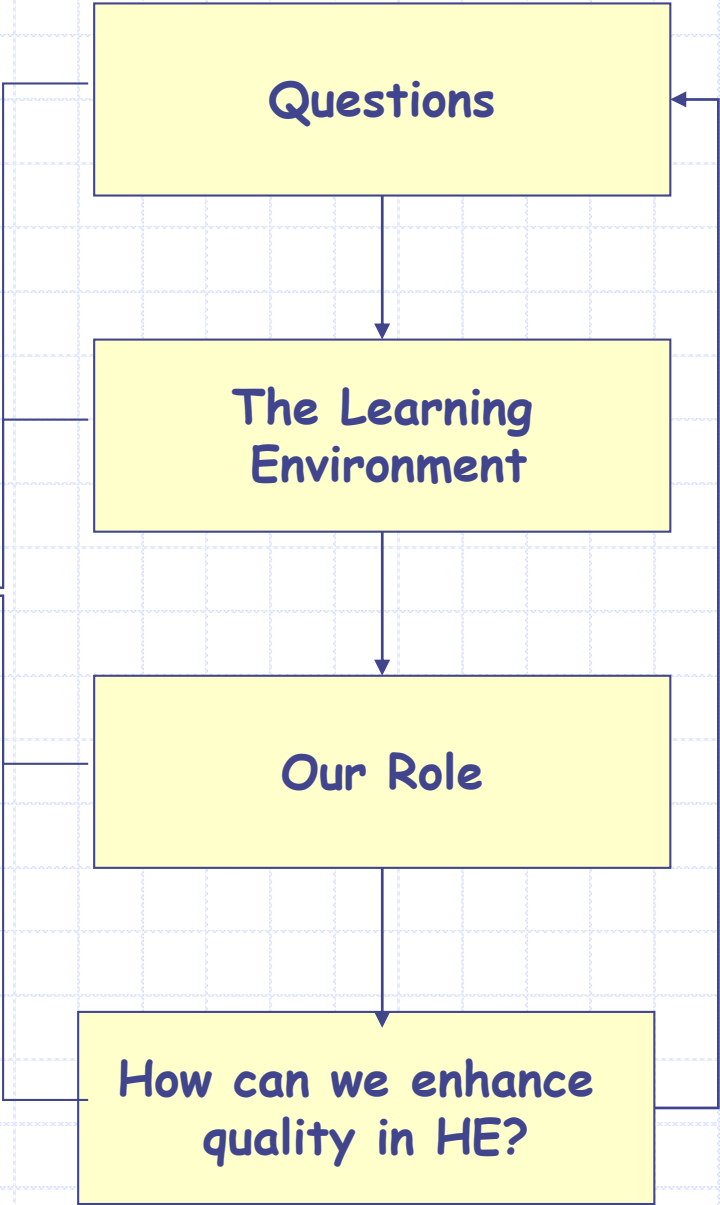 Questions
The Learning
Environment
Our Role
How can we enhance
quality in HE?